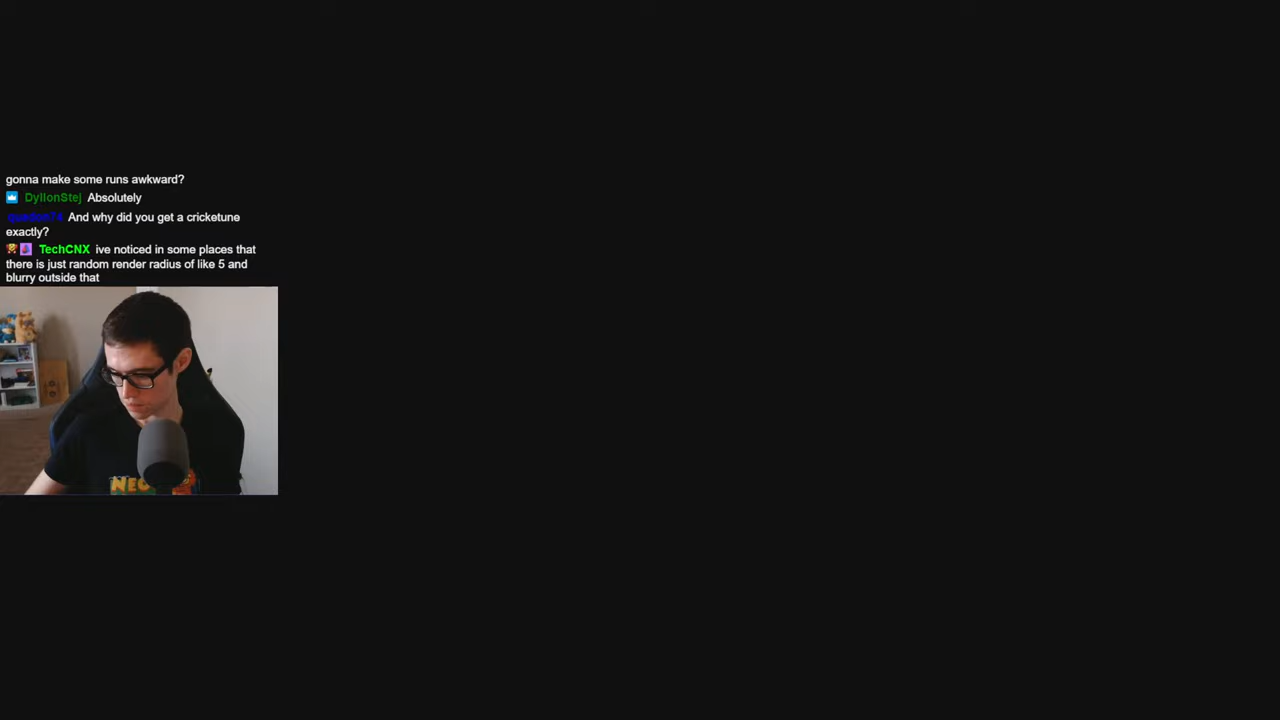 gonna make some runs awkward?
DyllonStej Absolutely
And why did you get a cricketune
exactly?
TechCNX ive noticed in some places that
there is just random render radius of like 5 and
blurry outside that
NEO